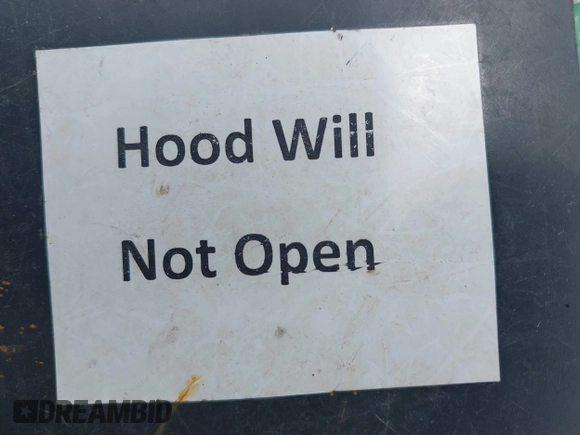 Hood Will
Not Open
DREAMBID